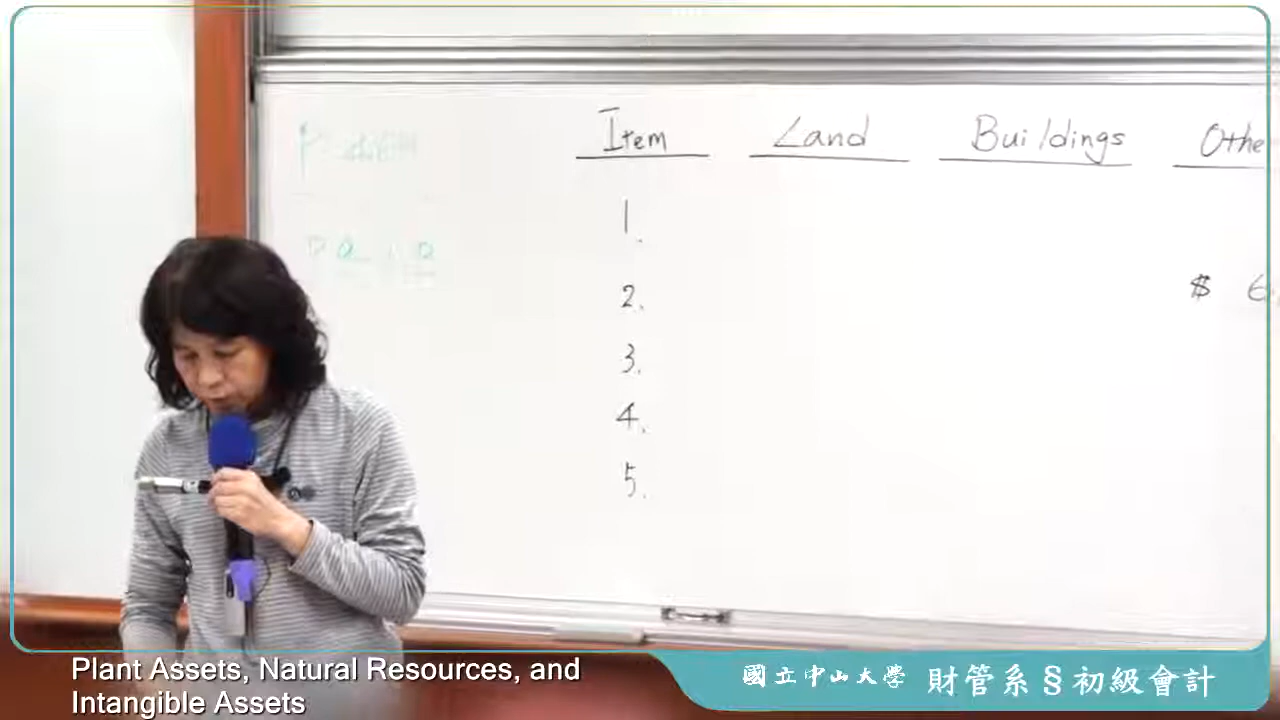 Item Land Buildings Othe
1.
2. $ 6
3.
4.
5.
Plant Assets, Natural Resources, and
Intangible Assets
國立中山大學 財管系§初級會計